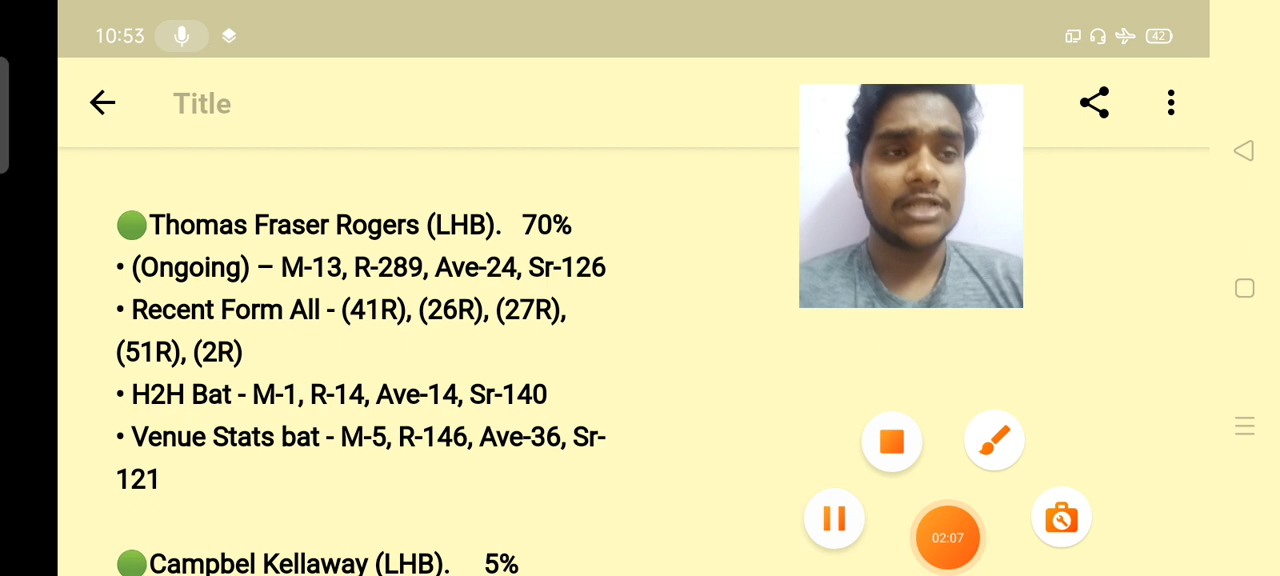 10:53
42
Title
Thomas Fraser Rogers (LHB). 70%
• (Ongoing) – M-13, R-289, Ave-24, Sr-126
• Recent Form All - (41R), (26R), (27R),
(51R), (2R)
• H2H Bat - M-1, R-14, Ave-14, Sr-140
• Venue Stats bat - M-5, R-146, Ave-36, Sr-
121
02:07
Campbel Kellaway (LHB). 5%